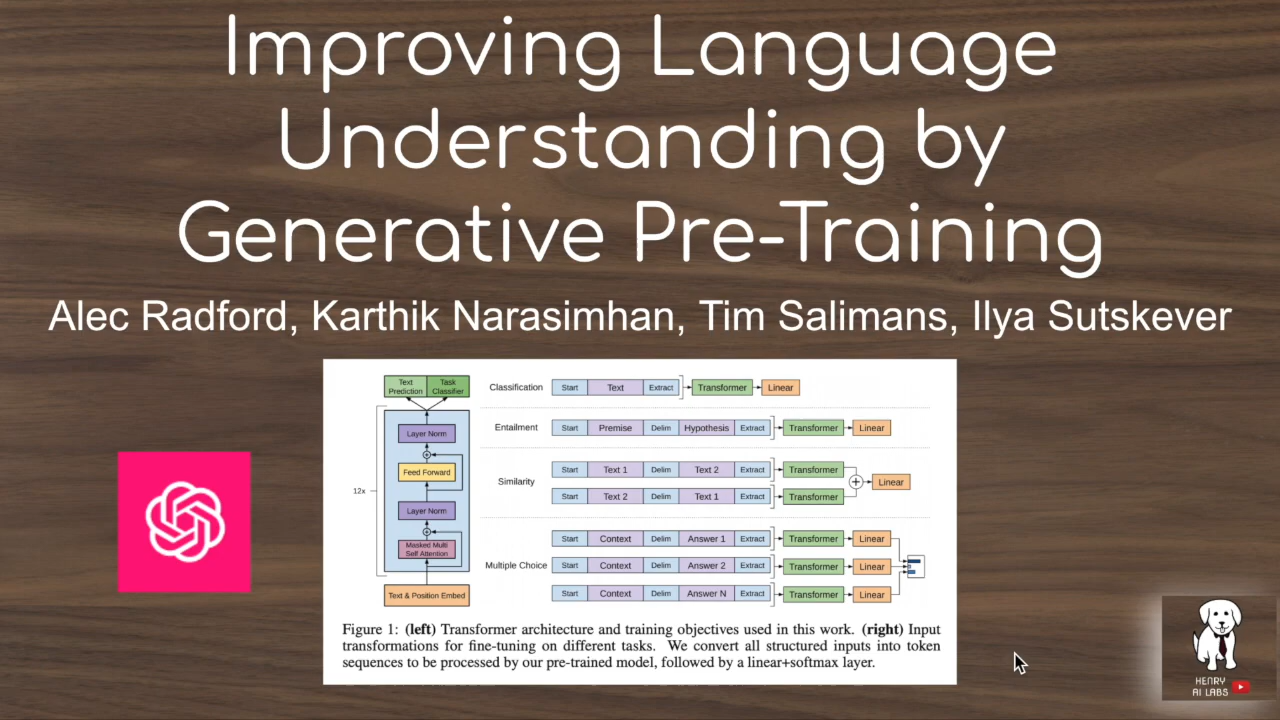 Improving Language
Understanding by
Generative Pre-Training
Alec Radford, Karthik Narasimhan, Tim Salimans, Ilya Sutskever
Text Prediction
Task Classifier
Layer Norm
Feed Forward
12x
Layer Norm
Masked Multi Self Attention
Text & Position Embed
Classification Start Text Extract Transformer Linear
Entailment Start Premise Delim Hypothesis Extract Transformer Linear
Similarity
Start Text 1 Delim Text 2 Extract Transformer
+ Linear
Start Text 2 Delim Text 1 Extract Transformer
Start Context Delim Answer 1 Extract Transformer Linear
Multiple Choice Start Context Delim Answer 2 Extract Transformer Linear
Start Context Delim Answer N Extract Transformer Linear
Figure 1: (left) Transformer architecture and training objectives used in this work. (right) Input
transformations for fine-tuning on different tasks. We convert all structured inputs into token
sequences to be processed by our pre-trained model, followed by a linear+softmax layer.
HENRY
AI LABS